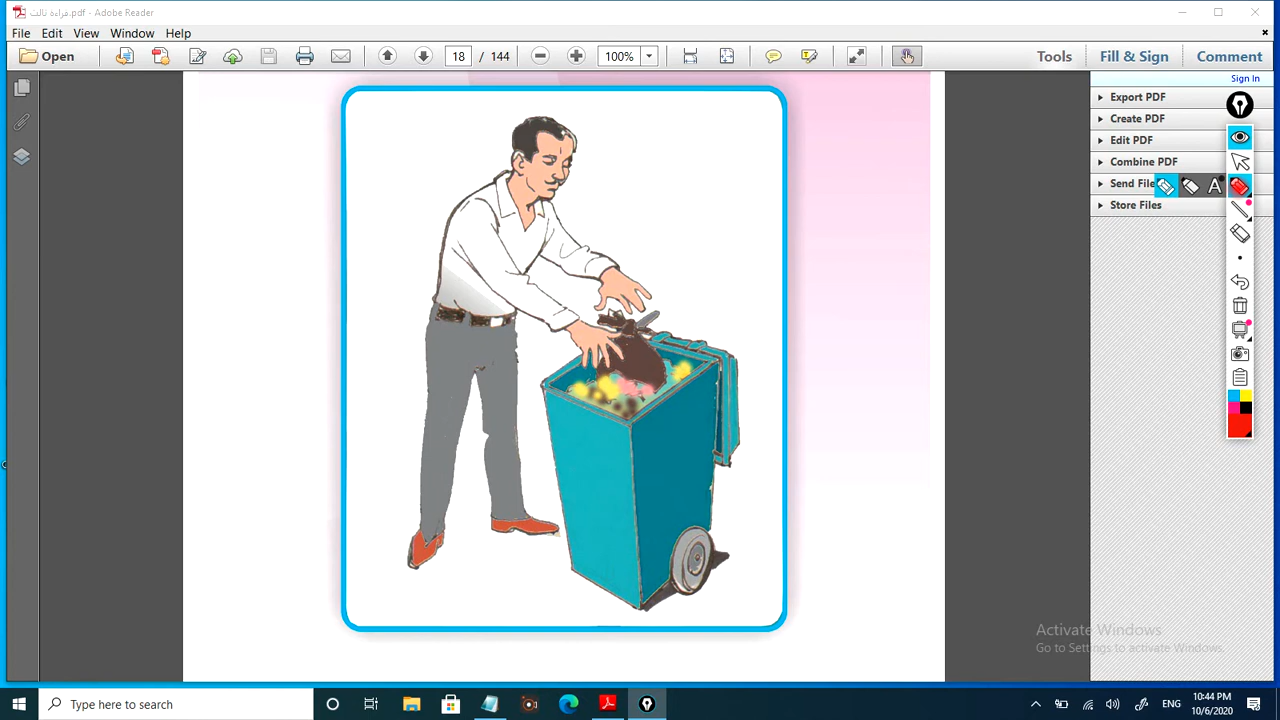 قراءة ثالث.pdf - Adobe Reader
File Edit View Window Help
Open 18 / 144 100% Tools Fill & Sign Comment
Sign In
Export PDF
Create PDF
Edit PDF
Combine PDF
Send File
A
Store Files
Activate Windows
Go to Settings to activate Windows.
Type here to search
ENG
10:44 PM
10/6/2020